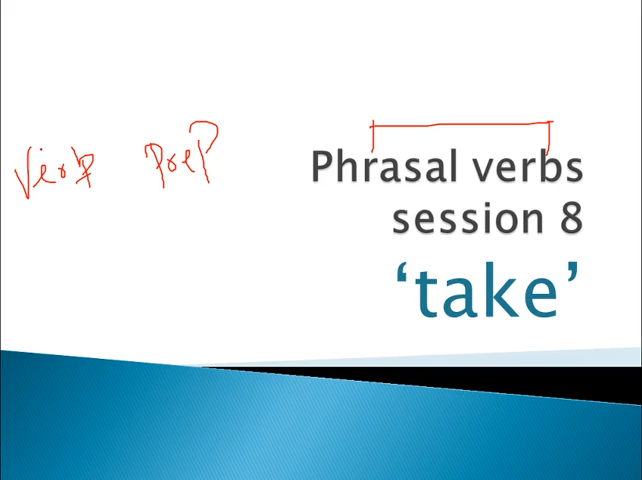 Verb Prep
Phrasal verbs
session 8
‘take’